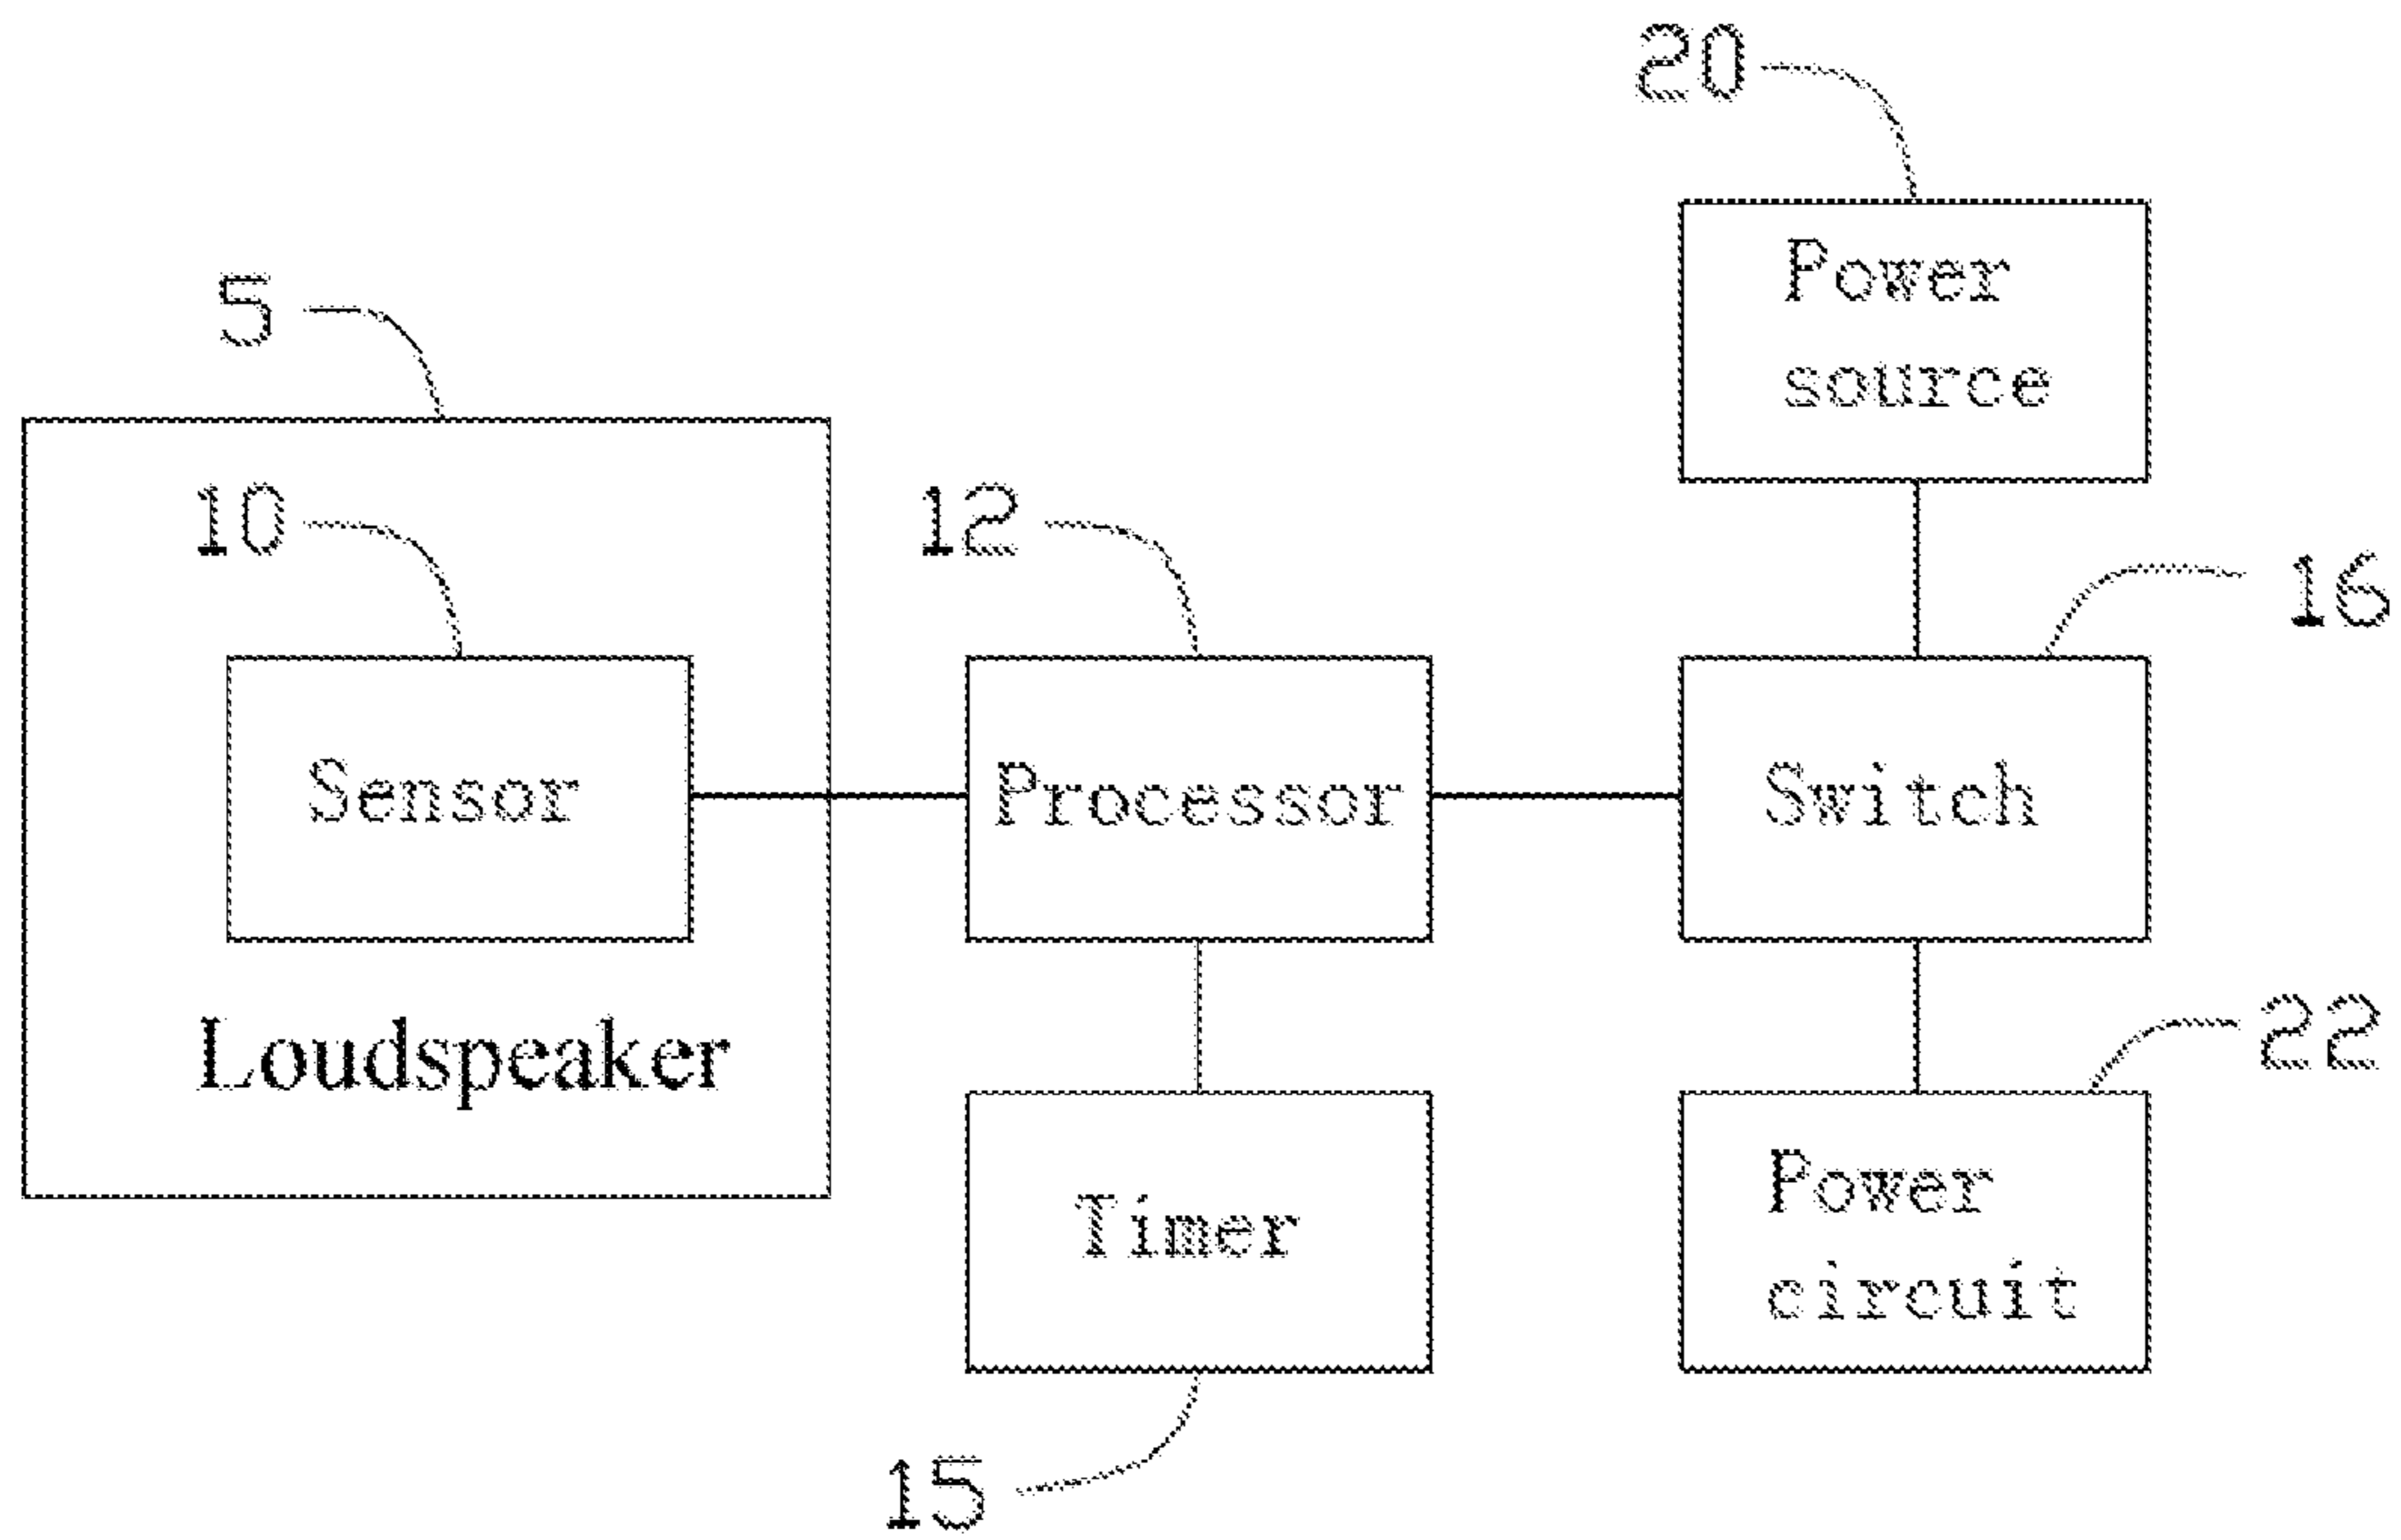 20
Power
source
5
10
12
16
Sensor
Processor
Switch
Loudspeaker
22
Timer
Power
circuit
15